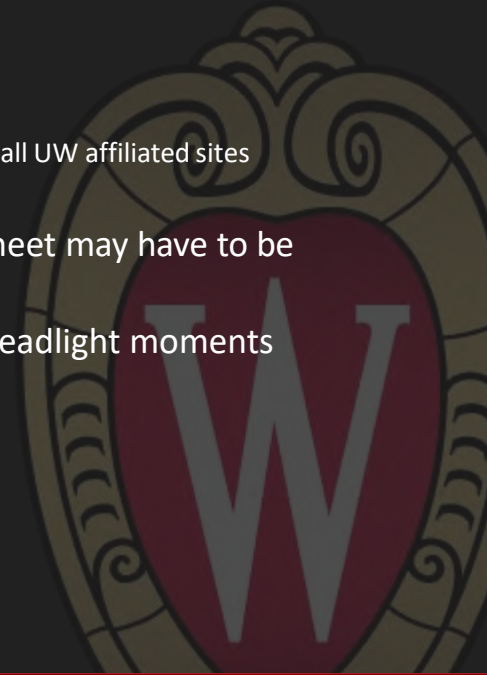 all UW affiliated sites
heet may have to be
eadlight moments
W